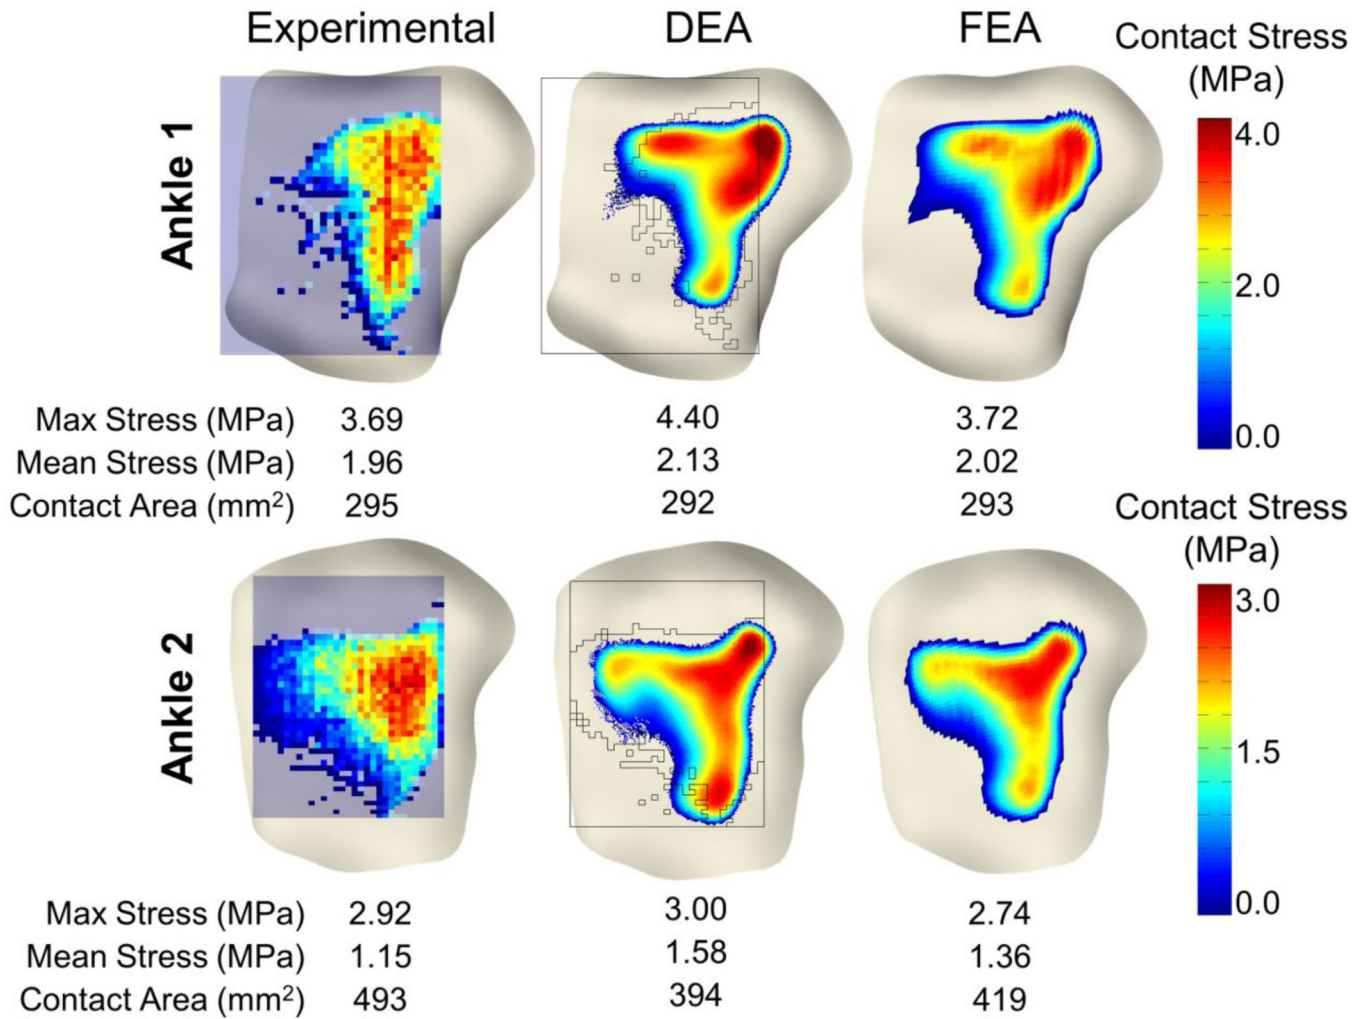 Experimental DEA FEA Contact Stress
(MPa)
Ankle 1
4.0
2.0
0.0
Max Stress (MPa) 3.69 4.40 3.72
Mean Stress (MPa) 1.96 2.13 2.02
Contact Area (mm²) 295 292 293
Contact Stress
(MPa)
Ankle 2
3.0
1.5
0.0
Max Stress (MPa) 2.92 3.00 2.74
Mean Stress (MPa) 1.15 1.58 1.36
Contact Area (mm²) 493 394 419